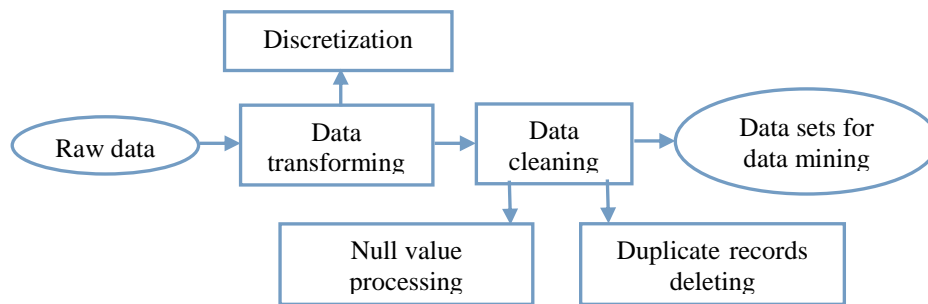 Discretization
Raw data
Data
transforming
Data
cleaning
Data sets for
data mining
Null value
processing
Duplicate records
deleting